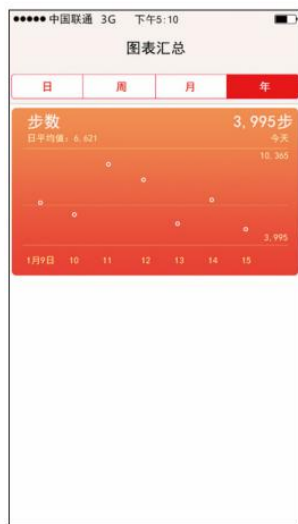 中国联通 3G 下午5:10
图表汇总
日 周 月 年
步数 3,995步
日平均值：6,621 今天
10,365
3,995
1月9日 10 11 12 13 14 15